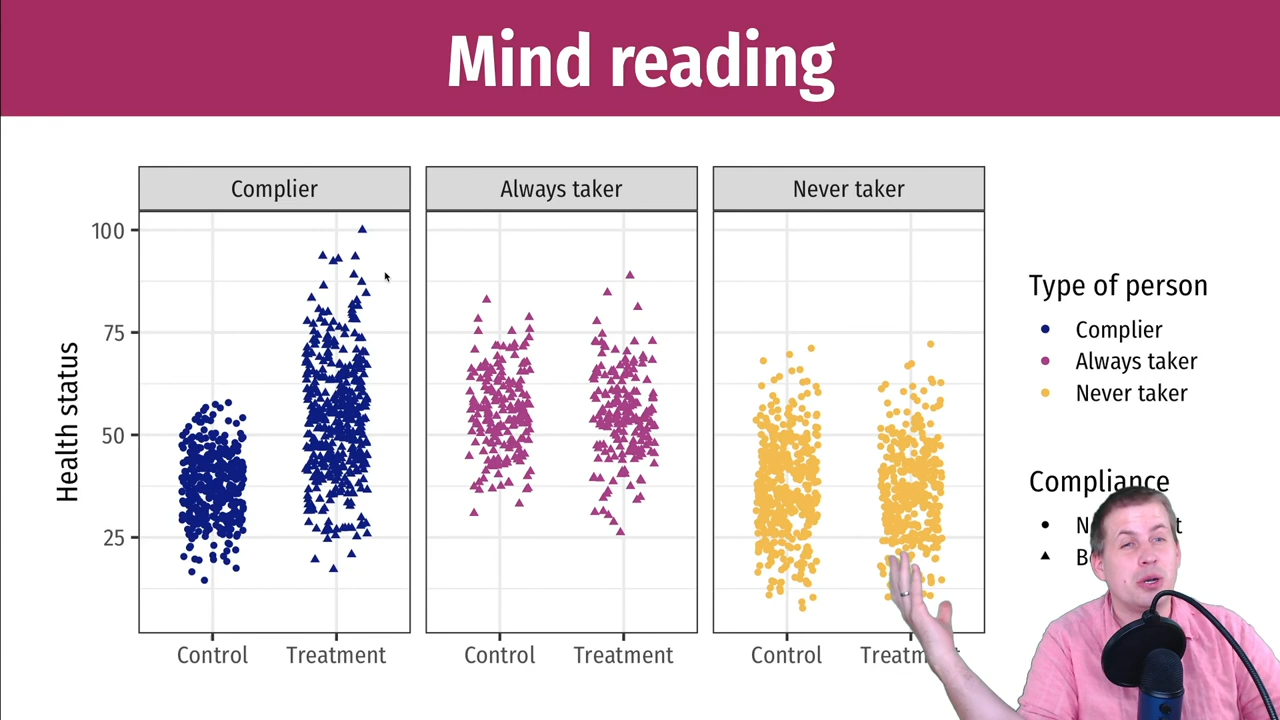 Mind reading
Complier
Always taker
Never taker
100
75
50
25
Health status
Control
Treatment
Control
Treatment
Control
Type of person
Complier
Always taker
Never taker
Compliance